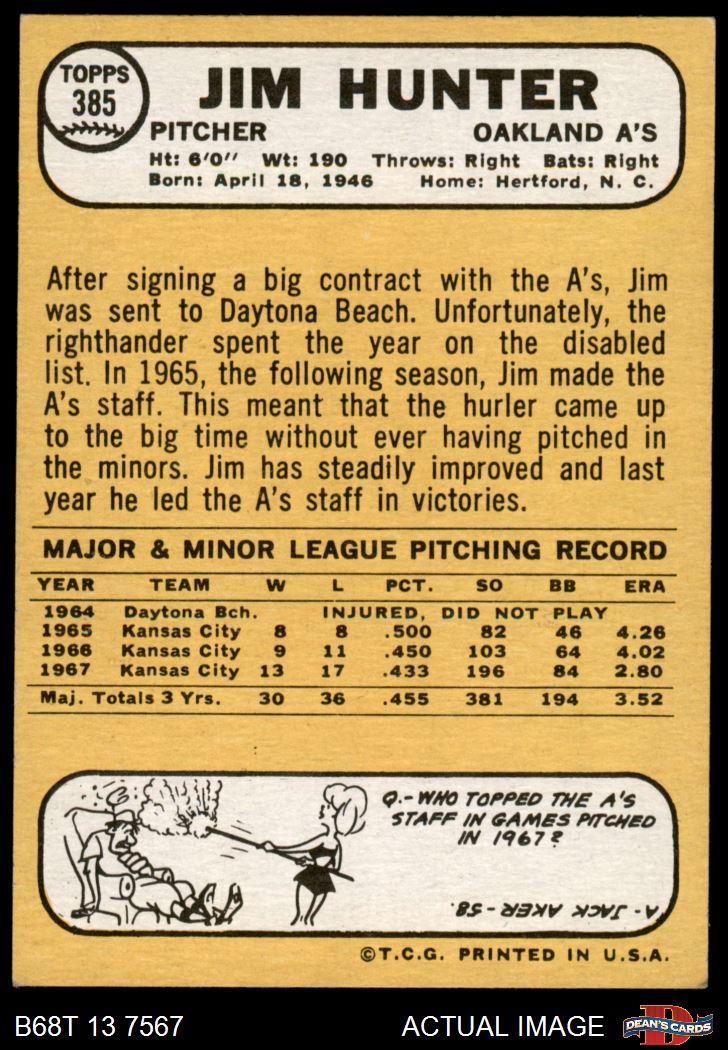 TOPPS
385
JIM HUNTER
PITCHER OAKLAND A'S
Ht: 6'0" Wt: 190 Throws: Right Bats: Right
Born: April 18, 1946 Home: Hertford, N. C.
After signing a big contract with the A's, Jim
was sent to Daytona Beach. Unfortunately, the
righthander spent the year on the disabled
list. In 1965, the following season, Jim made the
A's staff. This meant that the hurler came up
to the big time without ever having pitched in
the minors. Jim has steadily improved and last
year he led the A's staff in victories.
MAJOR & MINOR LEAGUE PITCHING RECORD
YEAR TEAM W L PCT. SO BB ERA
1964 Daytona Bch. INJURED, DID NOT PLAY
1965 Kansas City 8 8 .500 82 46 4.26
1966 Kansas City 9 11 .450 103 64 4.02
1967 Kansas City 13 17 .433 196 84 2.80
Maj. Totals 3 Yrs. 30 36 .455 381 194 3.52
Q.-WHO TOPPED THE A'S
STAFF IN GAMES PITCHED
IN 1967?
A- JACK AKER-58.
©T.C.G. PRINTED IN U.S.A.
B68T 13 7567 ACTUAL IMAGE D DEAN'S CARDS